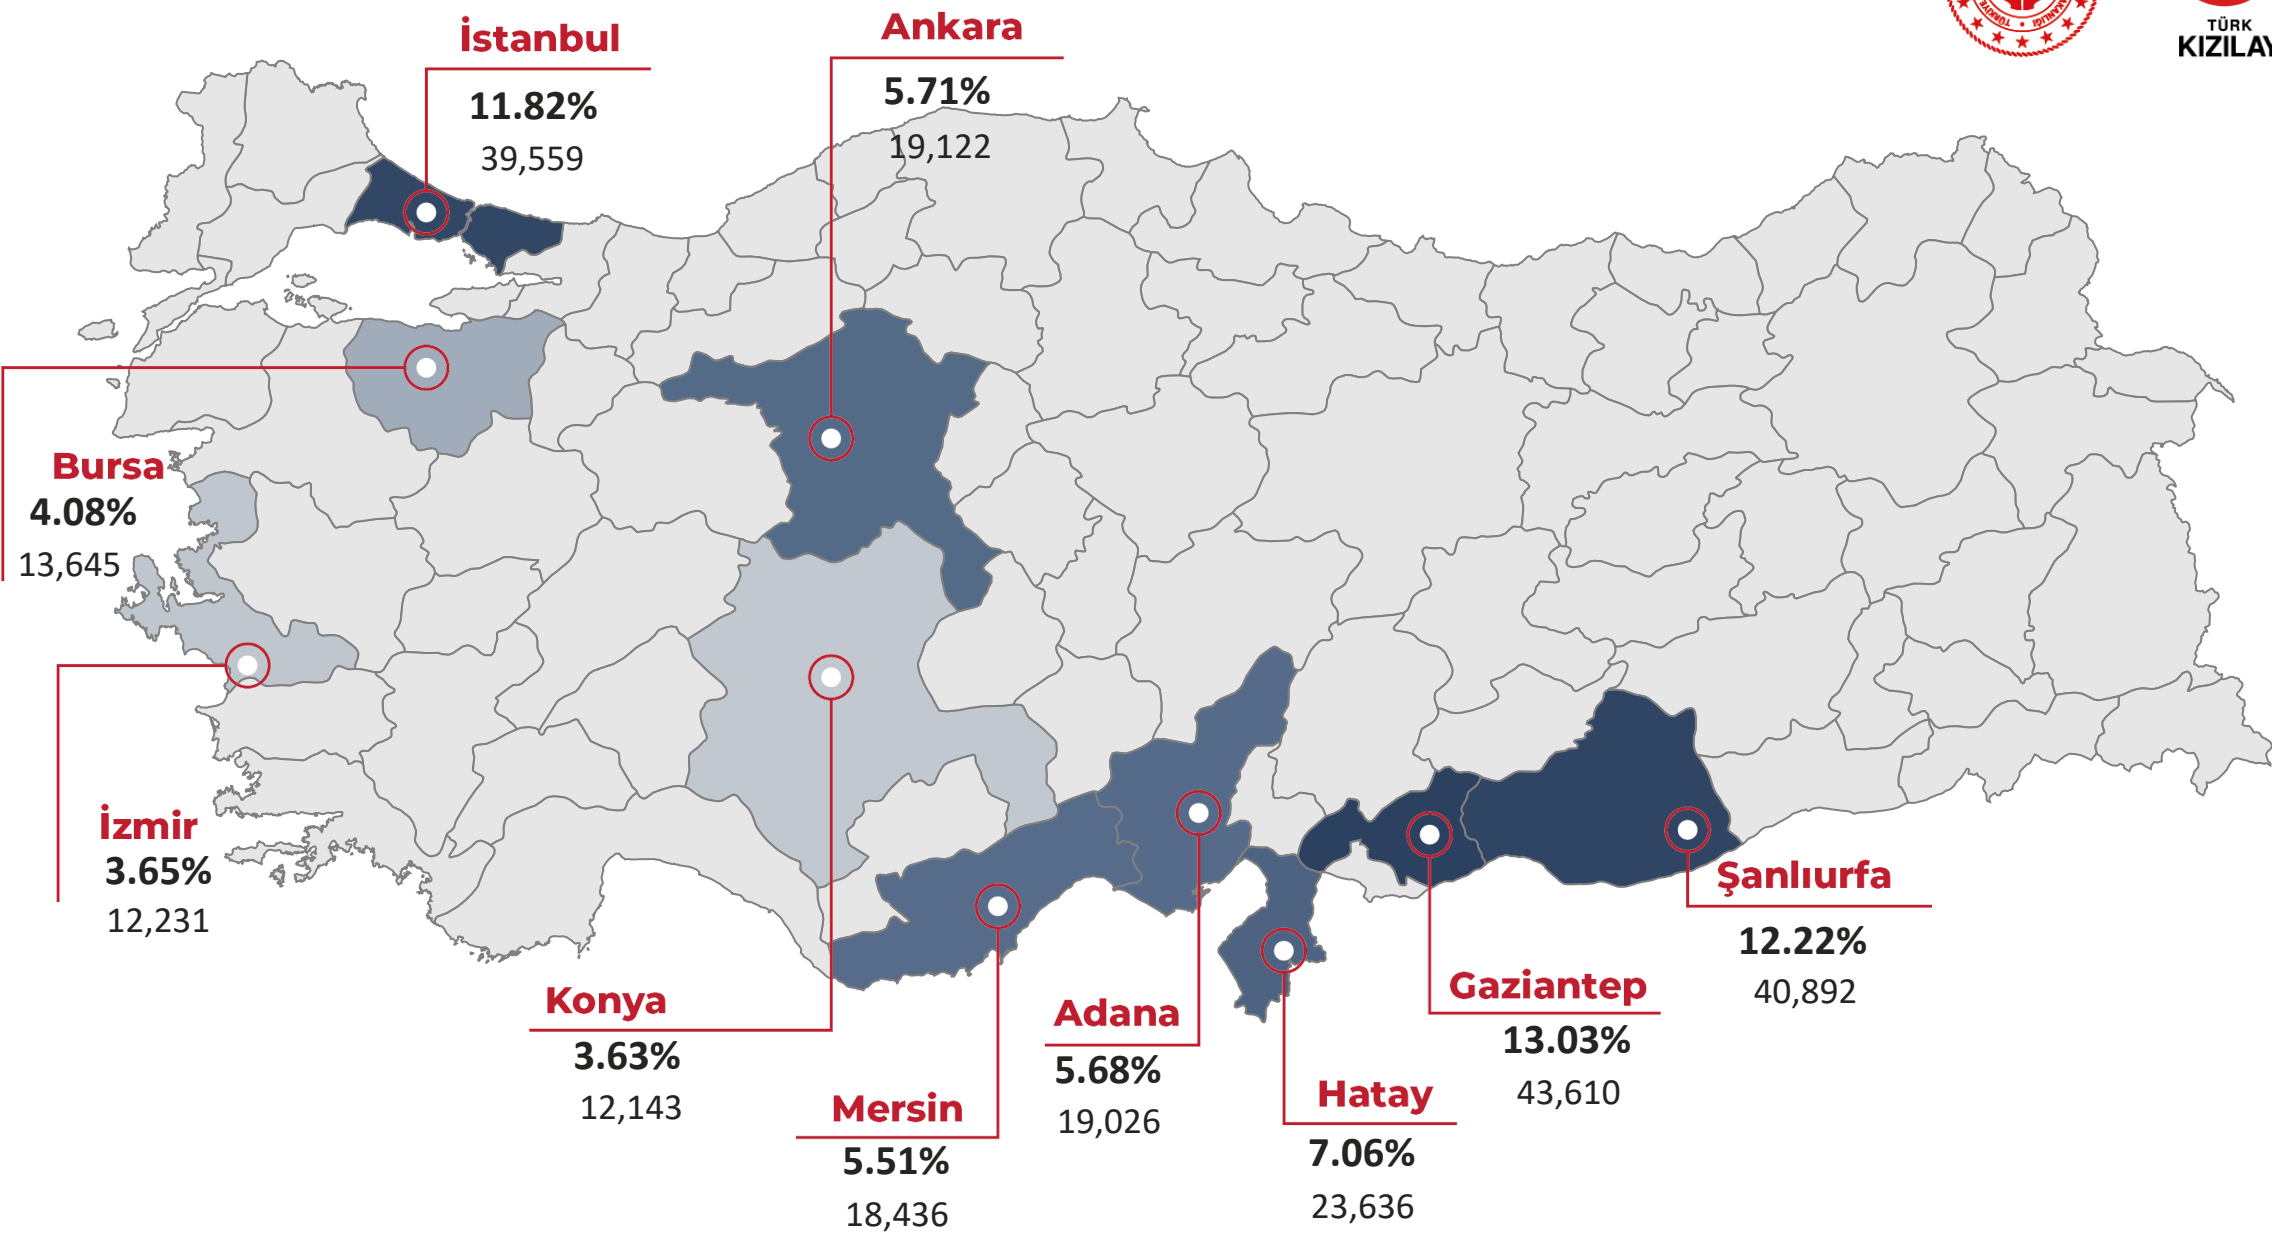 TÜRK
KIZILAY
İstanbul
11.82%
39,559
Ankara
5.71%
19,122
Bursa
4.08%
13,645
İzmir
3.65%
12,231
Konya
3.63%
12,143
Mersin
5.51%
18,436
Adana
5.68%
19,026
Hatay
7.06%
23,636
Gaziantep
13.03%
43,610
Şanlıurfa
12.22%
40,892